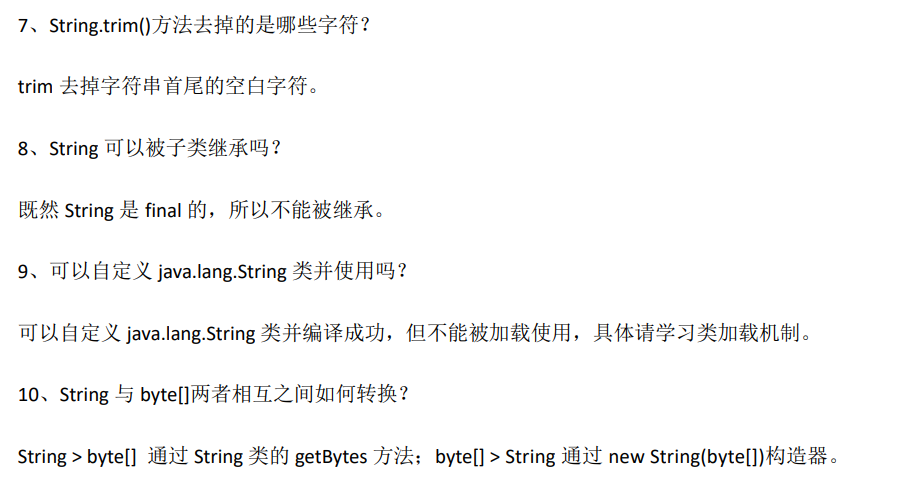 7、String.trim()方法去掉的是哪些字符？
trim 去掉字符串首尾的空白字符。
8、String 可以被子类继承吗？
既然 String 是 final 的，所以不能被继承。
9、可以自定义 java.lang.String 类并使用吗？
可以自定义 java.lang.String 类并编译成功，但不能被加载使用，具体请学习类加载机制。
10、String 与 byte[]两者相互之间如何转换？
String > byte[] 通过 String 类的 getBytes 方法；byte[] > String 通过 new String(byte[])构造器。